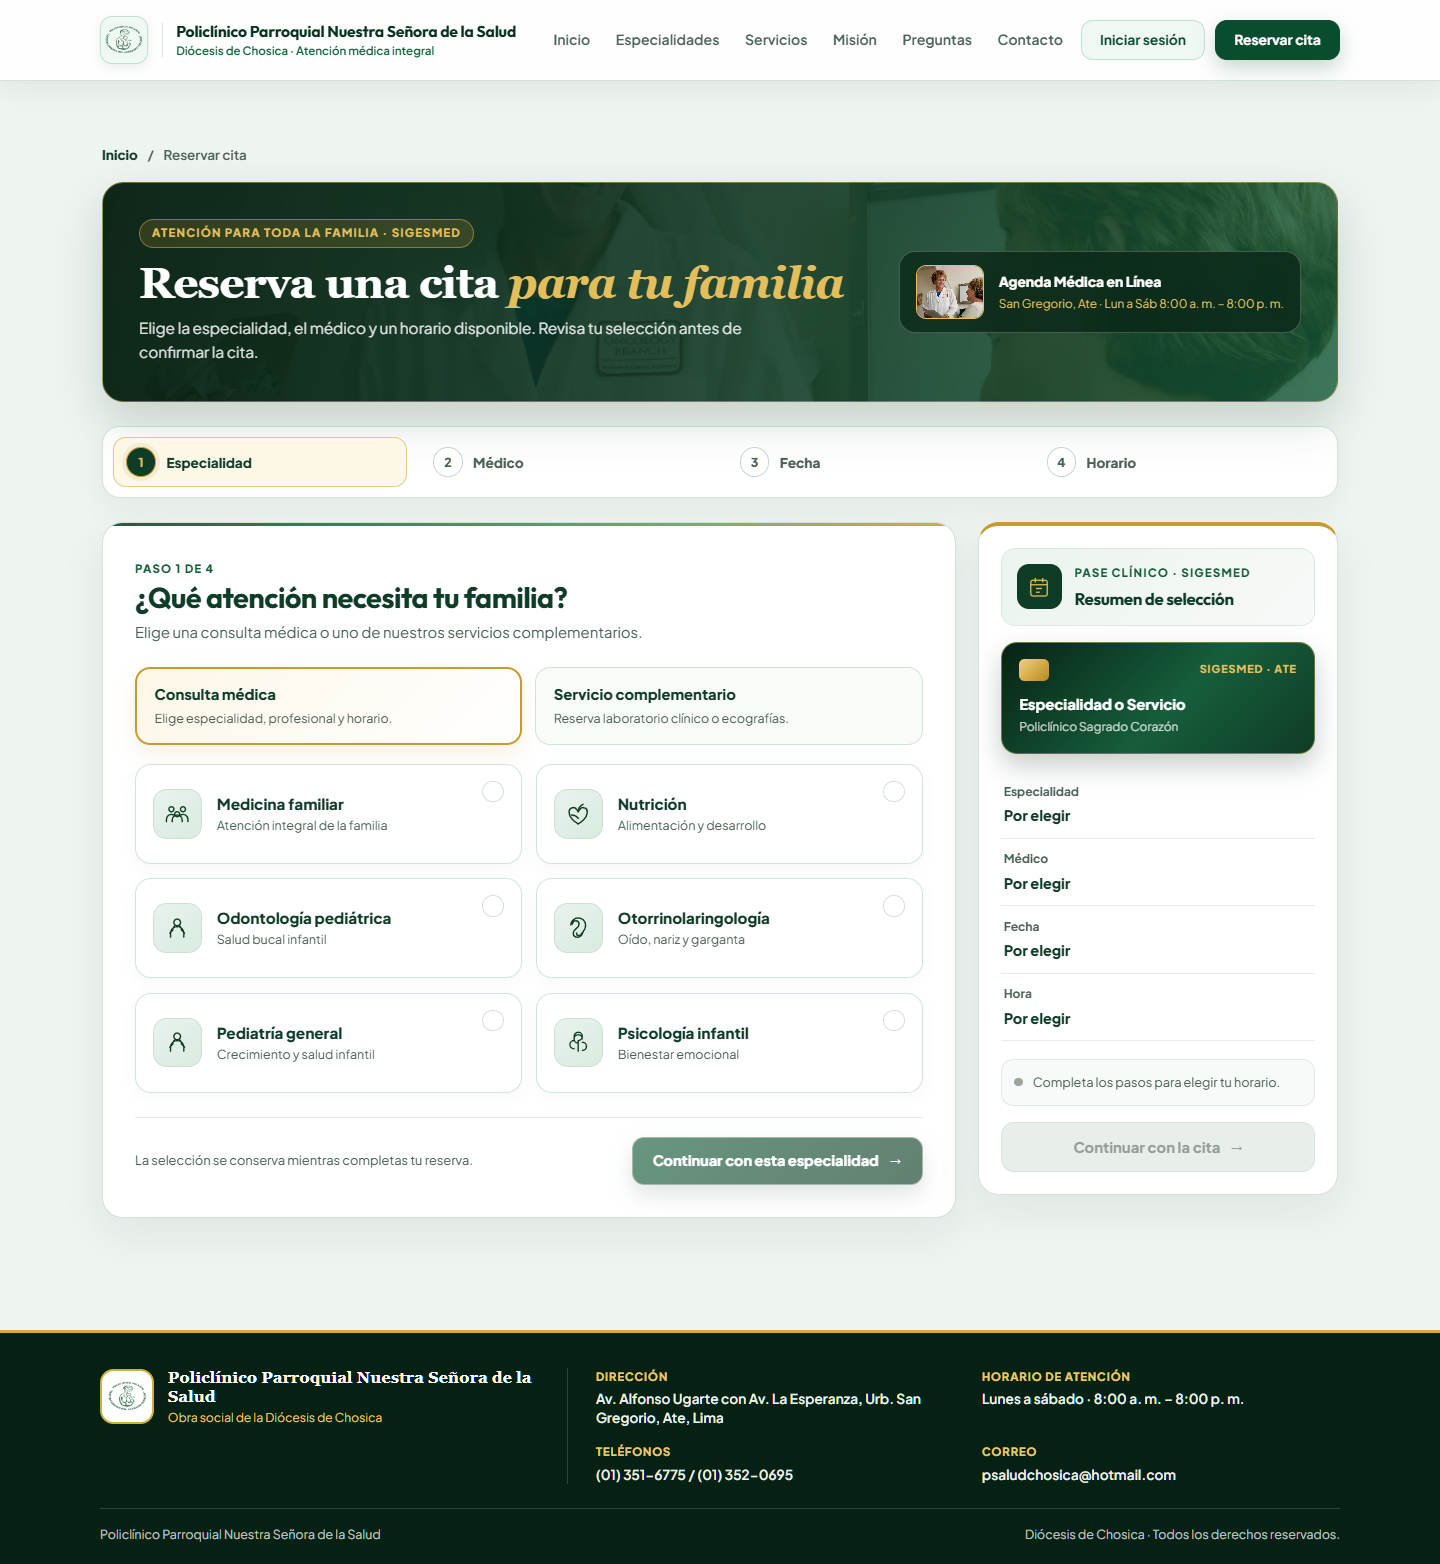 Policlínico Parroquial Nuestra Señora de la Salud
Diócesis de Chosica · Atención médica integral
Inicio
Especialidades
Servicios
Misión
Preguntas
Contacto
Iniciar sesión
Reservar cita
Inicio / Reservar cita
ATENCIÓN PARA TODA LA FAMILIA · SIGESMED
Reserva una cita para tu familia
Elige la especialidad, el médico y un horario disponible. Revisa tu selección antes de
confirmar la cita.
ONCOLOGY
BRANCH
Agenda Médica en Línea
San Gregorio, Ate · Lun a Sáb 8:00 a. m. – 8:00 p. m.
1 Especialidad
2 Médico
3 Fecha
4 Horario
PASO 1 DE 4
¿Qué atención necesita tu familia?
Elige una consulta médica o uno de nuestros servicios complementarios.
Consulta médica
Elige especialidad, profesional y horario.
Servicio complementario
Reserva laboratorio clínico o ecografías.
Medicina familiar
Atención integral de la familia
Nutrición
Alimentación y desarrollo
Odontología pediátrica
Salud bucal infantil
Otorrinolaringología
Oído, nariz y garganta
Pediatría general
Crecimiento y salud infantil
Psicología infantil
Bienestar emocional
La selección se conserva mientras completas tu reserva.
Continuar con esta especialidad →
PASE CLÍNICO · SIGESMED
Resumen de selección
SIGESMED · ATE
Especialidad o Servicio
Policlínico Sagrado Corazón
Especialidad
Por elegir
Médico
Por elegir
Fecha
Por elegir
Hora
Por elegir
Completa los pasos para elegir tu horario.
Continuar con la cita →
Policlínico Parroquial Nuestra Señora de la
Salud
Obra social de la Diócesis de Chosica
DIRECCIÓN
Av. Alfonso Ugarte con Av. La Esperanza, Urb. San
Gregorio, Ate, Lima
HORARIO DE ATENCIÓN
Lunes a sábado · 8:00 a. m. – 8:00 p. m.
TELÉFONOS
(01) 351-6775 / (01) 352-0695
CORREO
psaludchosica@hotmail.com
Policlínico Parroquial Nuestra Señora de la Salud
Diócesis de Chosica · Todos los derechos reservados.